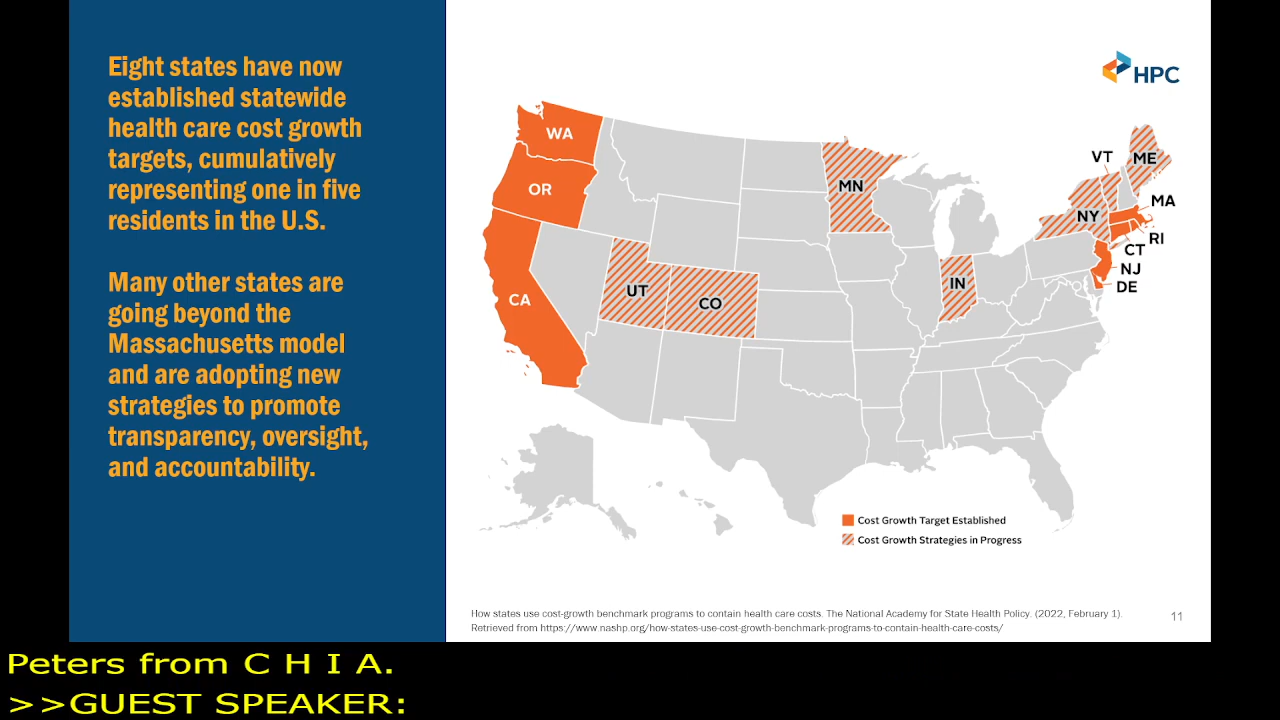 Eight states have now
established statewide
health care cost growth
targets, cumulatively
representing one in five
residents in the U.S.
Many other states are
going beyond the
Massachusetts model
and are adopting new
strategies to promote
transparency, oversight,
and accountability.
HPC
WA
OR
CA
UT
CO
MN
IN
VT
ME
NY
MA
RI
CT
NJ
DE
Cost Growth Target Established
Cost Growth Strategies in Progress
How states use cost-growth benchmark programs to contain health care costs. The National Academy for State Health Policy. (2022, February 1).
Retrieved from https://www.nashp.org/how-states-use-cost-growth-benchmark-programs-to-contain-health-care-costs/
11
Peters from C H I A.
>>GUEST SPEAKER: